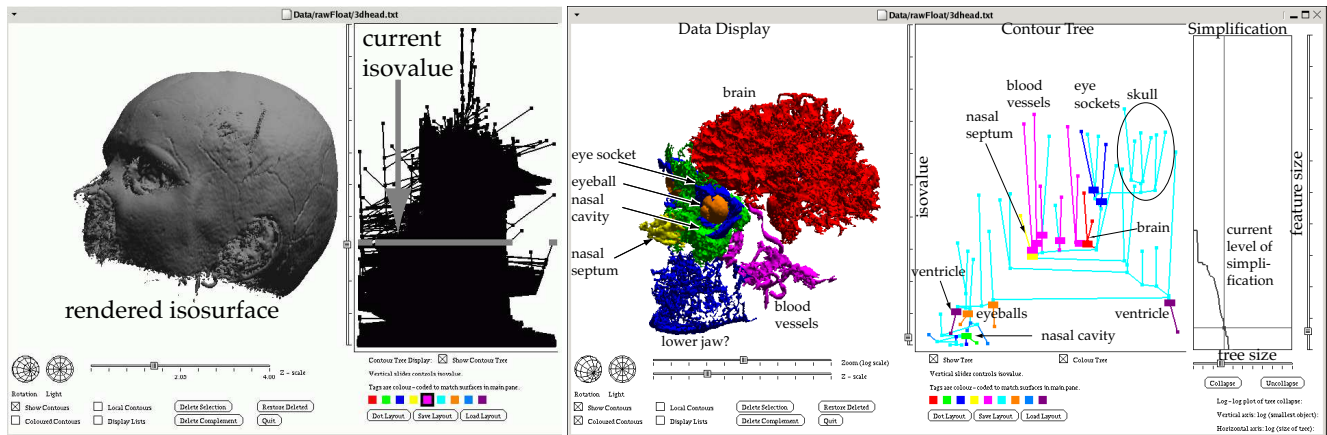 Data/rawFloat/3dhead.txt
current
isovalue
rendered isosurface
2.05
4.00
Z - scale
Rotation
Light
Show Contours
Local Contours
Coloured Contours
Display Lists
Delete Selection
Restore Deleted
Delete Complement
Quit
Contour Tree Display:
Show Contour Tree
Vertical slider controls isovalue.
Tags are colour - coded to match surfaces in main pane.
Dot Layout
Save Layout
Load Layout
Data/rawFloat/3dhead.txt
Data Display
Contour Tree
Simplification
brain
eye socket
eyeball
nasal
cavity
nasal
septum
blood
vessels
lower jaw?
isovalue
blood
vessels
eye
sockets
skull
nasal
septum
brain
ventricle
eyeballs
ventricle
nasal cavity
current
level of
simpli-
fication
feature size
tree size
Zoom (log scale)
Z - scale
Rotation
Light
Show Contours
Local Contours
Coloured Contours
Display Lists
Delete Selection
Restore Deleted
Delete Complement
Quit
Show Tree
Colour Tree
Vertical slider controls isovalue.
Tags are colour - coded to match surfaces in main pane.
Dot Layout
Save Layout
Load Layout
Collapse
Uncollapse
Log - log plot of tree collapse:
Vertical axis: log (smallest object):
Horizontal axis: log (size of tree):